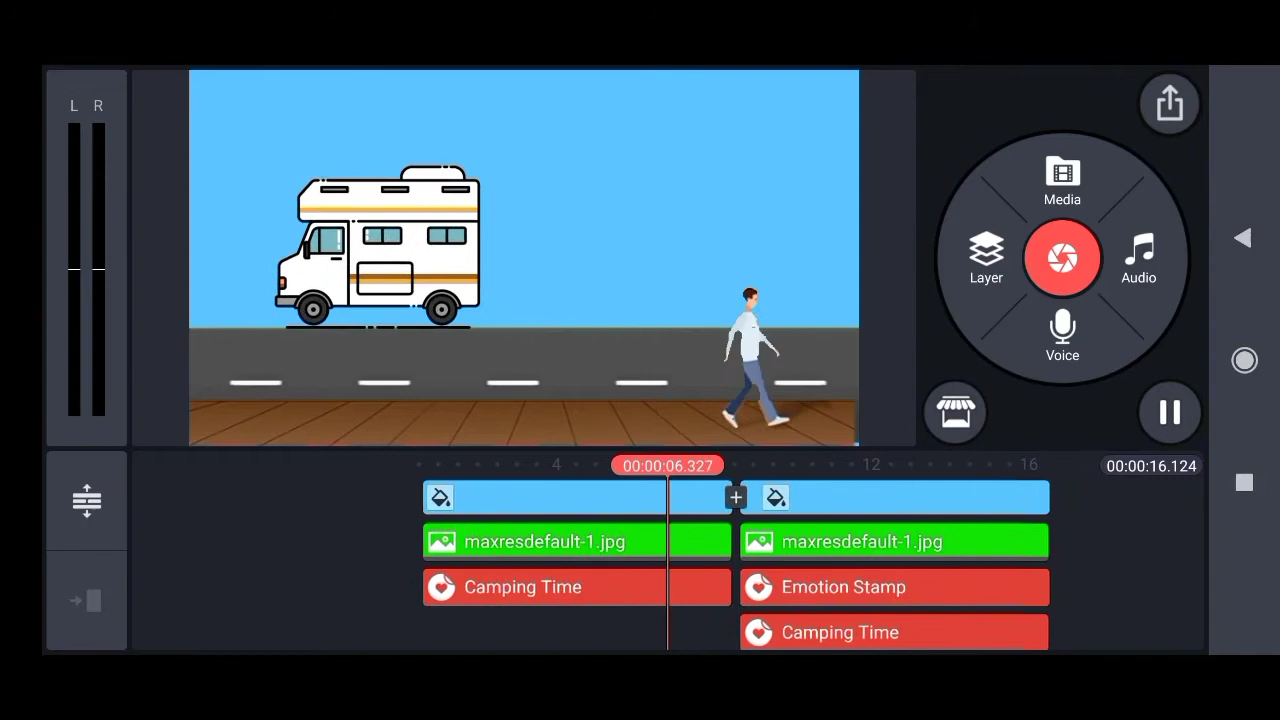 L R
Media
Layer
Audio
Voice
4
00:00:06.327
12
16
00:00:16.124
maxresdefault-1.jpg
maxresdefault-1.jpg
Camping Time
Emotion Stamp
Camping Time